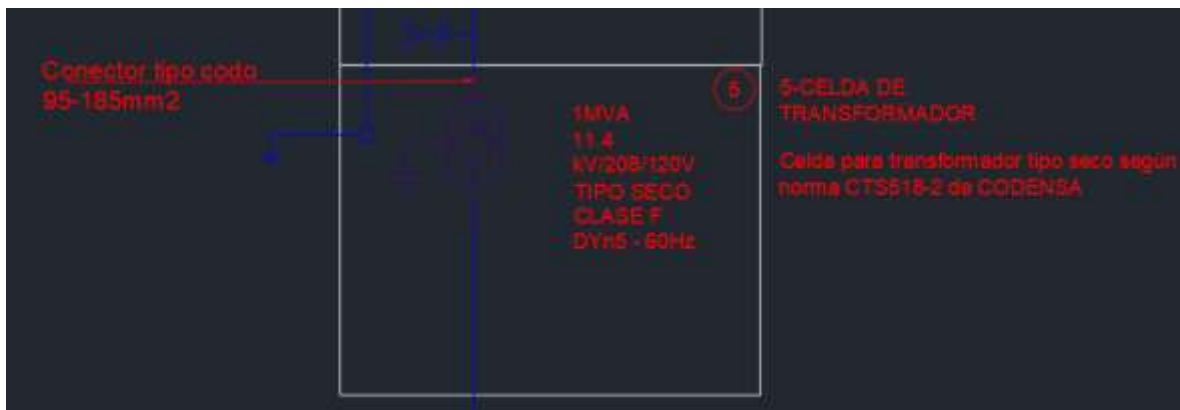 Conector tipo codo
95-185mm2
5
1MVA
11.4
kV/208/120V
TIPO SECO
CLASE F
DYn5 - 60Hz
5-CELDA DE
TRANSFORMADOR
Celda para transformador tipo seco según
norma CTS518-2 de CODENSA